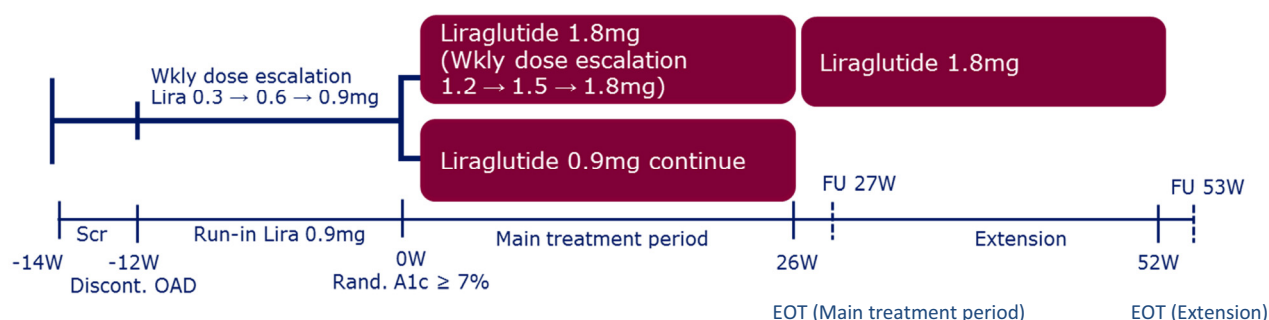 Wkly dose escalation
Lira 0.3 → 0.6 → 0.9mg
Liraglutide 1.8mg
(Wkly dose escalation
1.2 → 1.5 → 1.8mg)
Liraglutide 1.8mg
Liraglutide 0.9mg continue
FU 27W
FU 53W
Scr
Run-in Lira 0.9mg
Main treatment period
Extension
-14W
-12W
0W
26W
52W
Discont. OAD
Rand. A1c ≥ 7%
EOT (Main treatment period)
EOT (Extension)